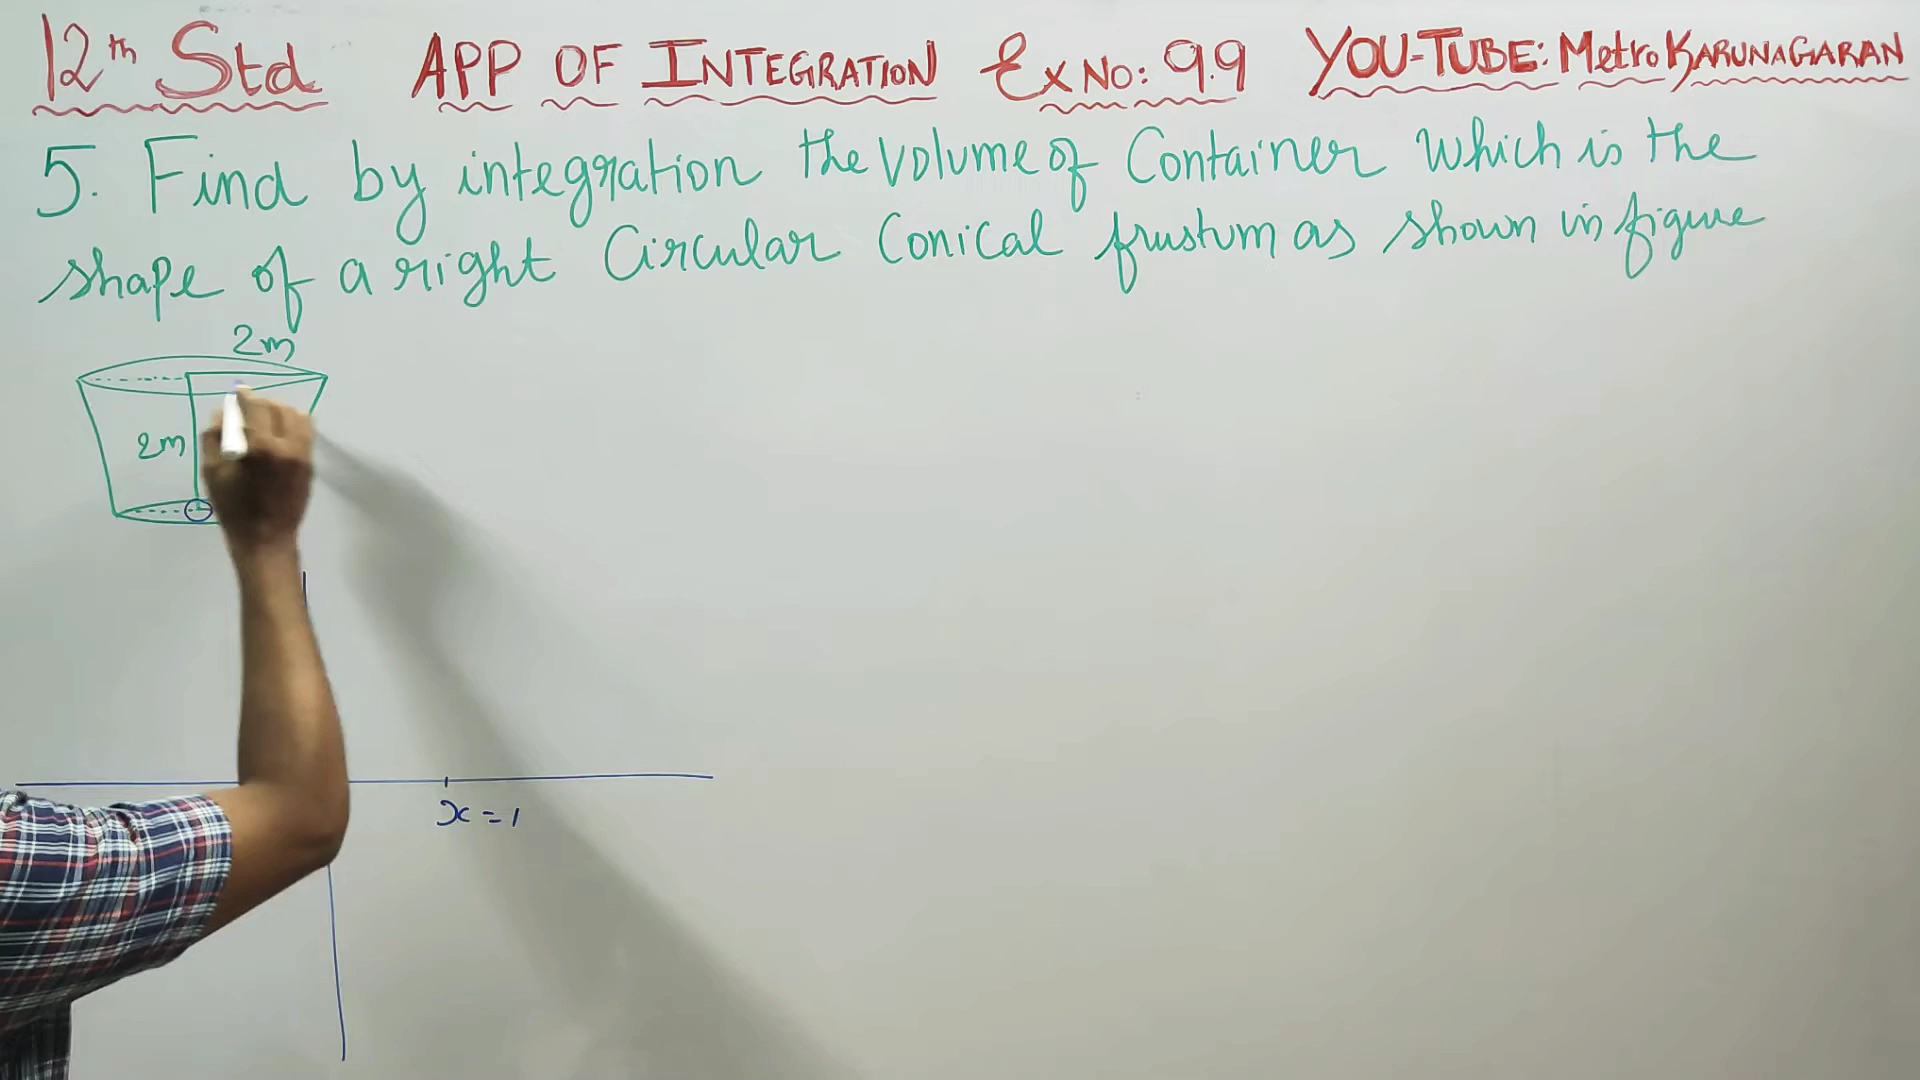 12th Std APP OF INTEGRATION Ex No: 9.9 YOU-TUBE: Metro KARUNAGARAN
5. Find by integration the volume of Container which is the
shape of a right Circular Conical frustum as shown in figure
2m
2m
x = 1